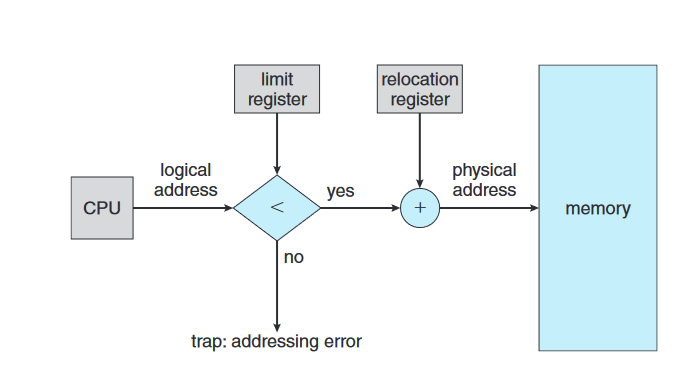 limit
register
relocation
register
logical
address
physical
address
CPU
<
yes
+
memory
no
trap: addressing error